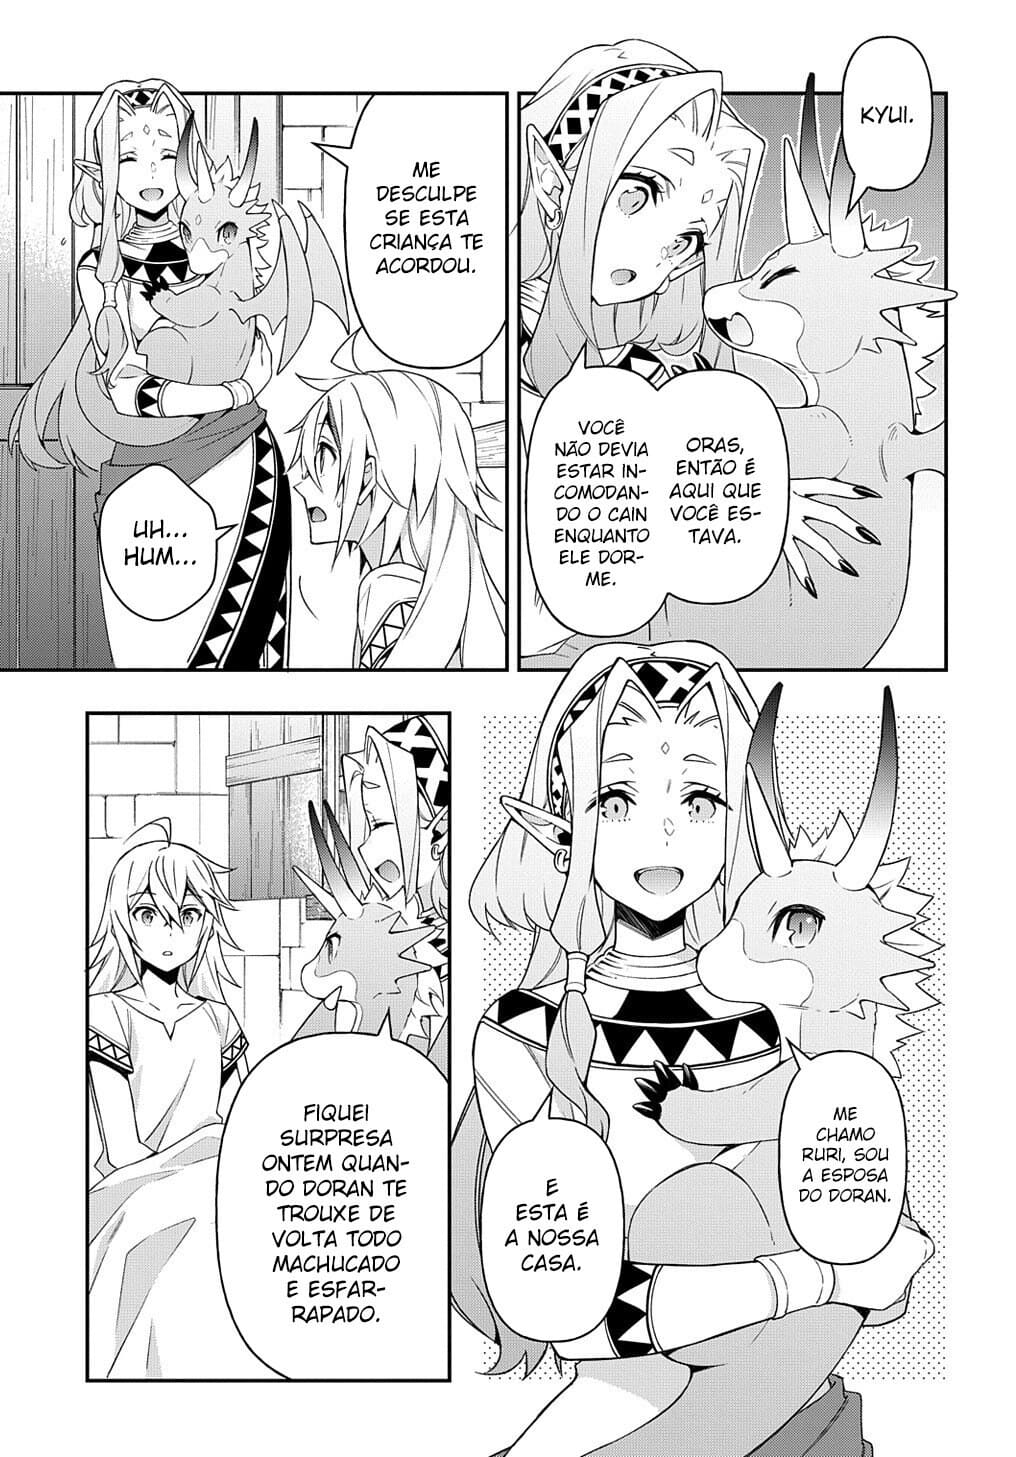 KYUI.
ORAS,
ENTÃO É
AQUI QUE
VOCÊ ES-
TAVA.
VOCÊ
NÃO DEVIA
ESTAR IN-
COMODAN-
DO O CAIN
ENQUANTO
ELE DOR-
ME.
ME
DESCULPE
SE ESTA
CRIANÇA TE
ACORDOU.
UH...
HUM...
ME
CHAMO
RURI, SOU
A ESPOSA
DO DORAN.
E
ESTA É
A NOSSA
CASA.
FIQUEI
SURPRESA
ONTEM QUAN-
DO DORAN TE
TROUXE DE
VOLTA TODO
MACHUCADO
E ESFAR-
RAPADO.